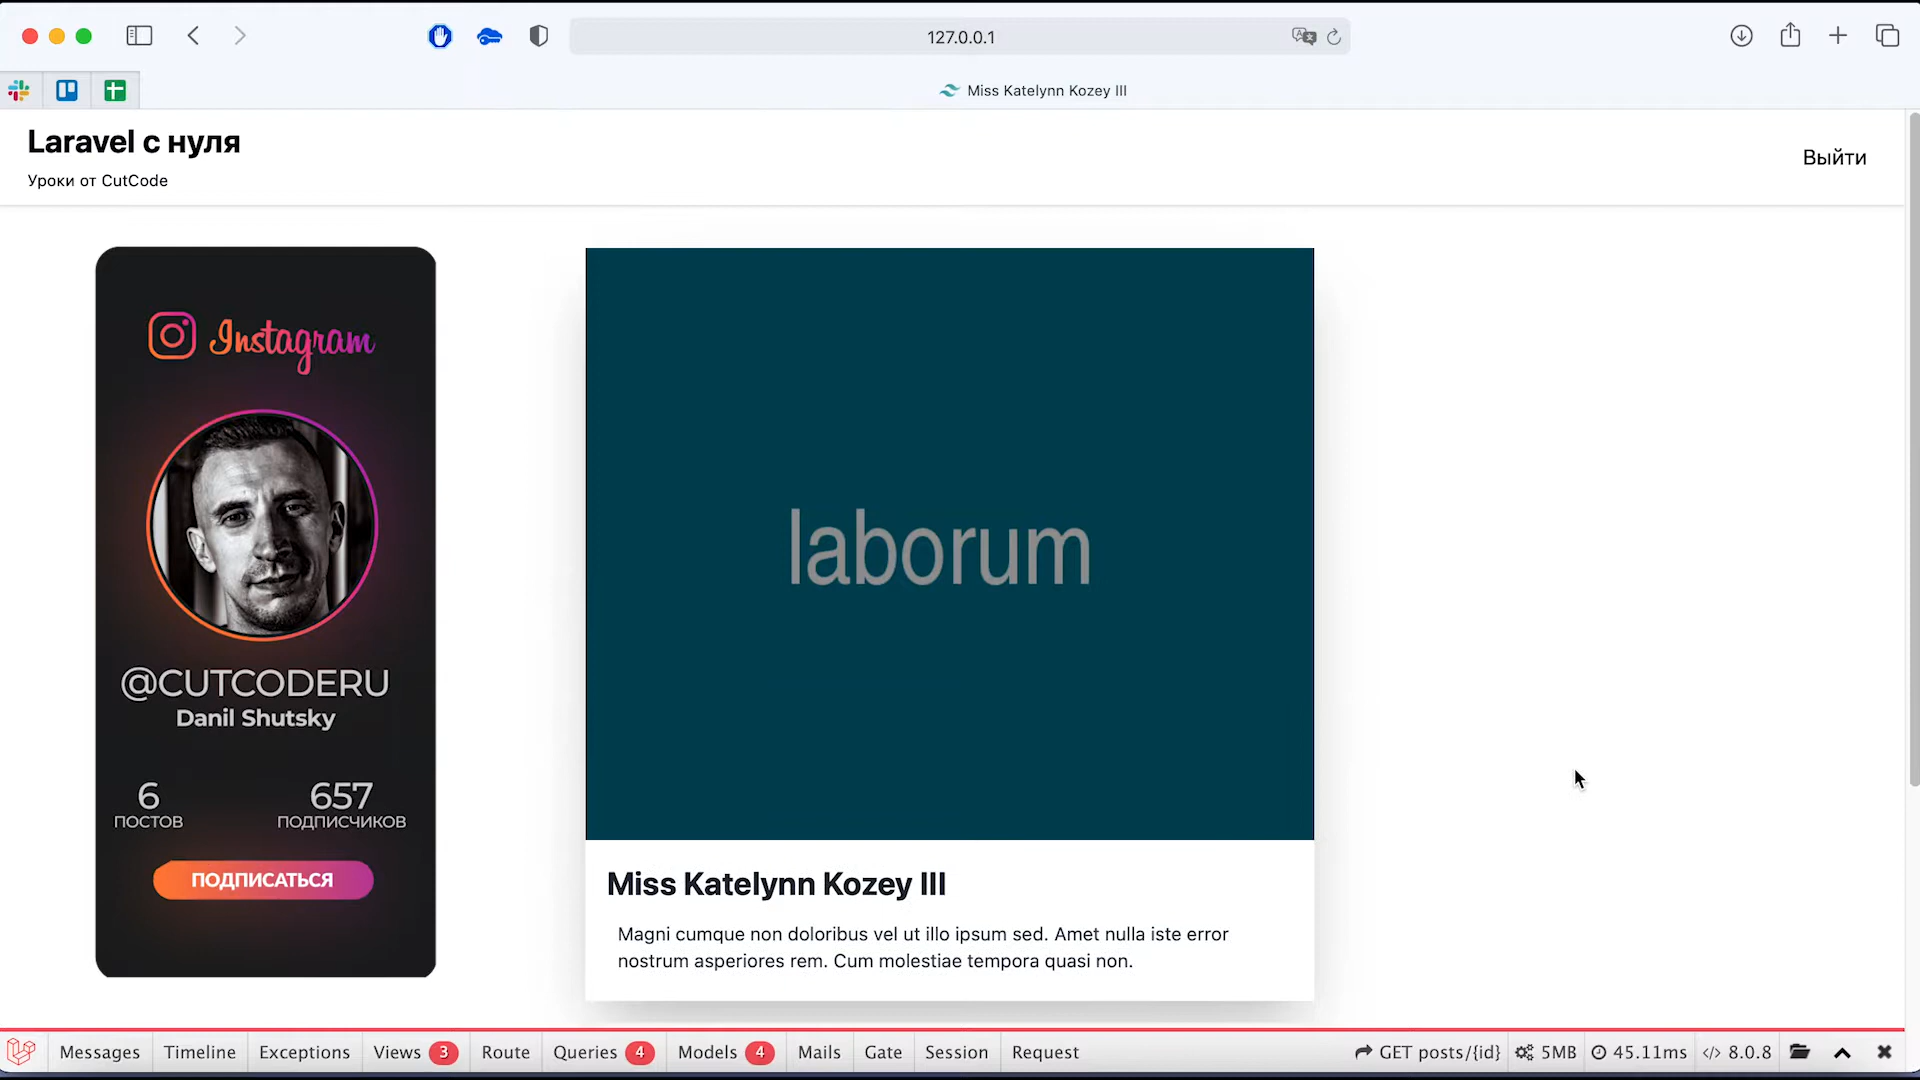 127.0.0.1
Miss Katelynn Kozey III
Laravel с нуля
Выйти
Уроки от CutCode
Instagram
@CUTCODERU
Danil Shutsky
6
657
ПОСТОВ
ПОДПИСЧИКОВ
ПОДПИСАТЬСЯ
laborum
Miss Katelynn Kozey III
Magni cumque non doloribus vel ut illo ipsum sed. Amet nulla iste error
nostrum asperiores rem. Cum molestiae tempora quasi non.
Messages Timeline Exceptions Views 3 Route Queries 4 Models 4 Mails Gate Session Request GET posts/{id} 5MB 45.11ms </> 8.0.8